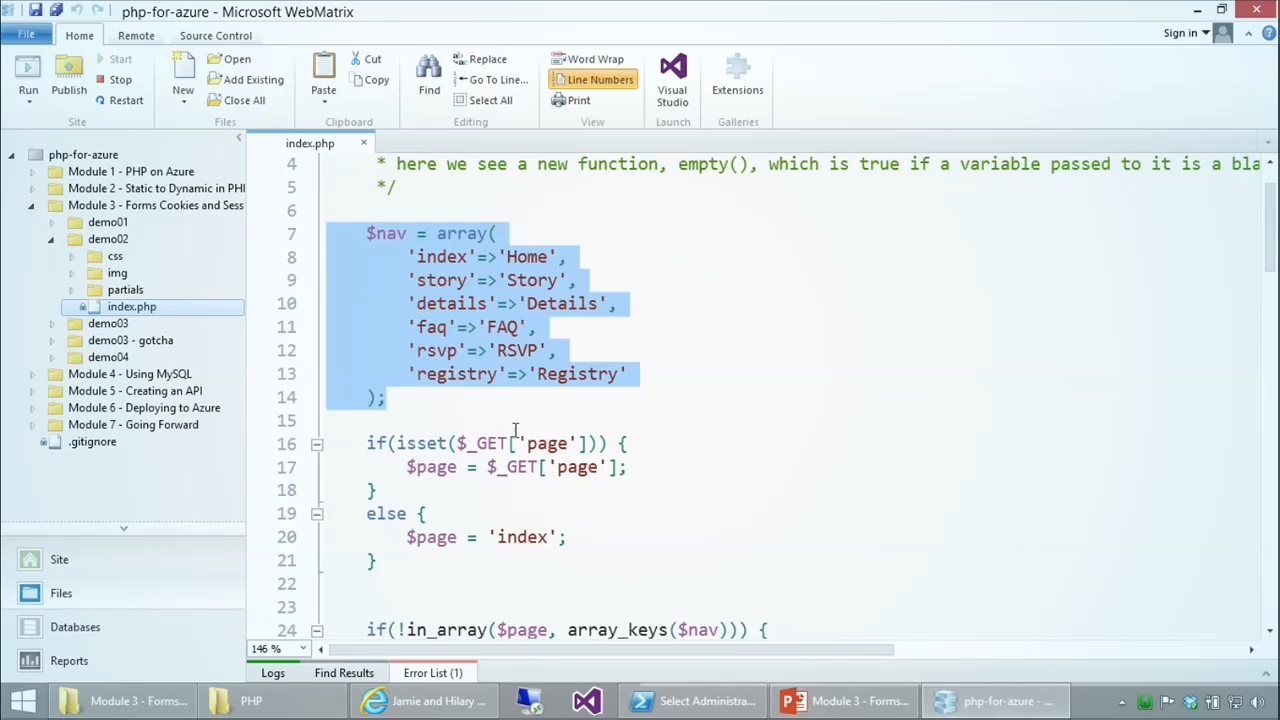 php-for-azure - Microsoft WebMatrix
File
Home
Remote
Source Control
Sign in
Run
Publish
Start
Stop
Restart
Site
New
Open
Add Existing
Close All
Files
Paste
Cut
Copy
Clipboard
Find
Replace
Go To Line...
Select All
Editing
Word Wrap
Line Numbers
Print
View
Visual
Studio
Launch
Extensions
Galleries
php-for-azure
Module 1 - PHP on Azure
Module 2 - Static to Dynamic in PHI
Module 3 - Forms Cookies and Sess
demo01
demo02
css
img
partials
index.php
demo03
demo03 - gotcha
demo04
Module 4 - Using MySQL
Module 5 - Creating an API
Module 6 - Deploying to Azure
Module 7 - Going Forward
.gitignore
Site
Files
Databases
Reports
index.php ×
4 * here we see a new function, empty(), which is true if a variable passed to it is a bla
5 */
6
7 $nav = array(
8 'index'=>'Home',
9 'story'=>'Story',
10 'details'=>'Details',
11 'faq'=>'FAQ',
12 'rsvp'=>'RSVP',
13 'registry'=>'Registry'
14 );
15
16 if(isset($_GET['page'])) {
17 $page = $_GET['page'];
18 }
19 else {
20 $page = 'index';
21 }
22
23
24 if(!in_array($page, array_keys($nav))) {
146 %
Logs
Find Results
Error List (1)
Module 3 - Forms...
PHP
Jamie and Hilary ...
Select Administra...
Module 3 - Forms...
php-for-azure - ...